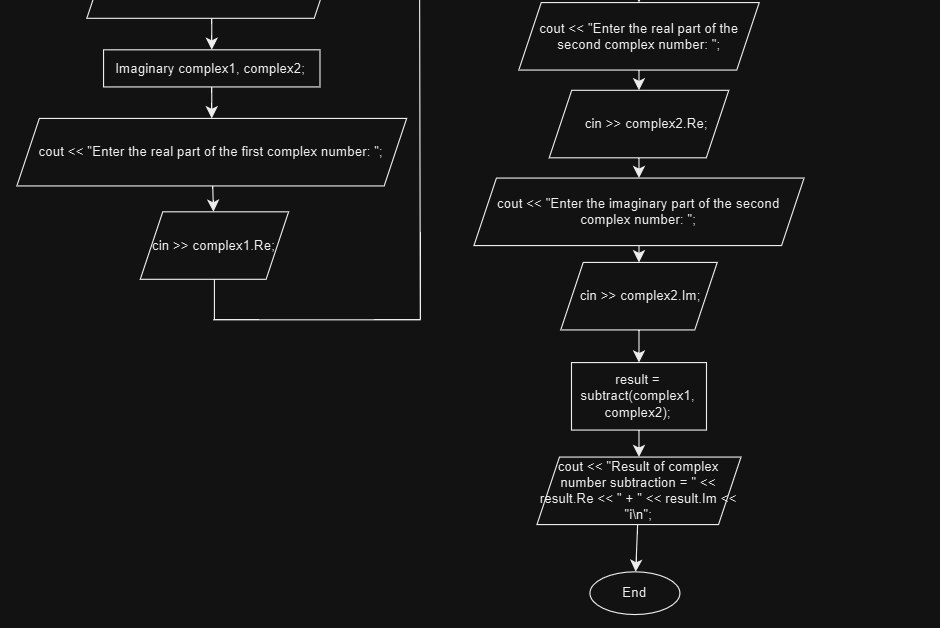 Imaginary complex1, complex2;
cout << "Enter the real part of the first complex number: ";
cin >> complex1.Re;
cout << "Enter the real part of the
second complex number: ";
cin >> complex2.Re;
cout << "Enter the imaginary part of the second
complex number: ";
cin >> complex2.Im;
result =
subtract(complex1,
complex2);
cout << "Result of complex
number subtraction = " <<
result.Re << " + " << result.Im <<
"i\n";
End